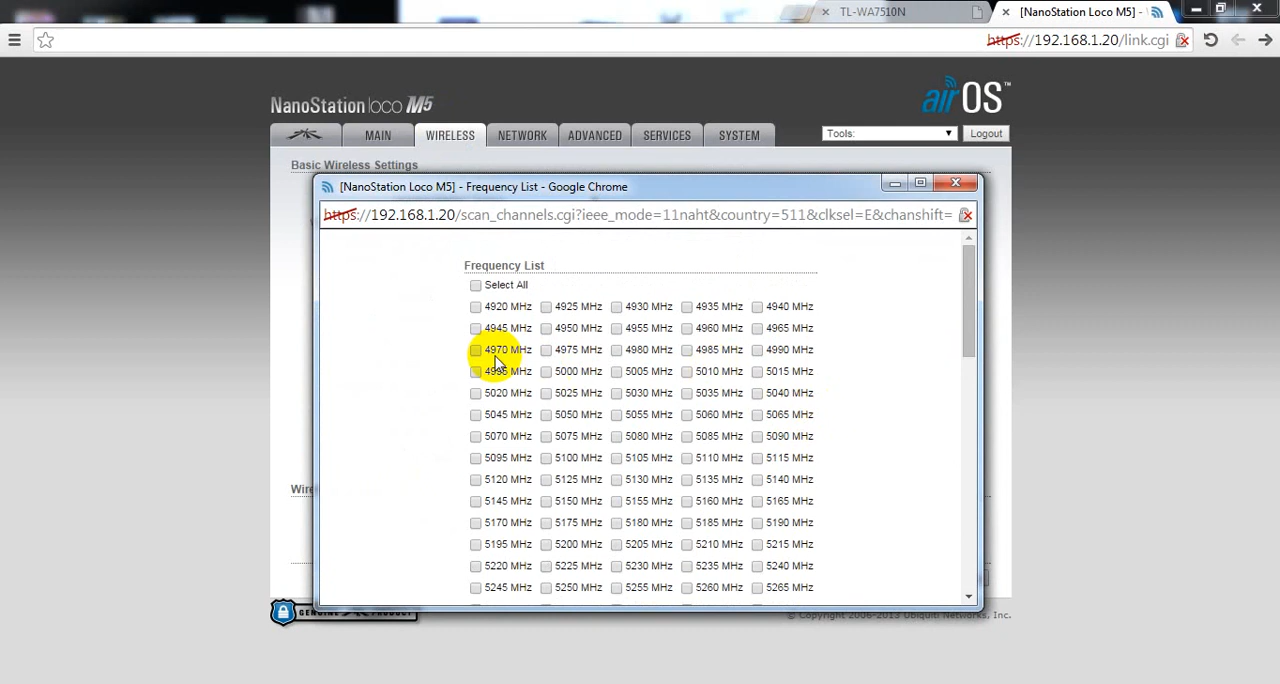 TL-WA7510N
[NanoStation Loco M5] -
https://192.168.1.20/link.cgi
NanoStation loco M5
airOS™
MAIN WIRELESS NETWORK ADVANCED SERVICES SYSTEM Tools: Logout
Basic Wireless Settings
[NanoStation Loco M5] - Frequency List - Google Chrome
https://192.168.1.20/scan_channels.cgi?ieee_mode=11naht&country=511&clksel=E&chanshift=
Frequency List
Select All
4920 MHz 4925 MHz 4930 MHz 4935 MHz 4940 MHz
4945 MHz 4950 MHz 4955 MHz 4960 MHz 4965 MHz
4970 MHz 4975 MHz 4980 MHz 4985 MHz 4990 MHz
4995 MHz 5000 MHz 5005 MHz 5010 MHz 5015 MHz
5020 MHz 5025 MHz 5030 MHz 5035 MHz 5040 MHz
5045 MHz 5050 MHz 5055 MHz 5060 MHz 5065 MHz
5070 MHz 5075 MHz 5080 MHz 5085 MHz 5090 MHz
5095 MHz 5100 MHz 5105 MHz 5110 MHz 5115 MHz
5120 MHz 5125 MHz 5130 MHz 5135 MHz 5140 MHz
5145 MHz 5150 MHz 5155 MHz 5160 MHz 5165 MHz
5170 MHz 5175 MHz 5180 MHz 5185 MHz 5190 MHz
5195 MHz 5200 MHz 5205 MHz 5210 MHz 5215 MHz
5220 MHz 5225 MHz 5230 MHz 5235 MHz 5240 MHz
5245 MHz 5250 MHz 5255 MHz 5260 MHz 5265 MHz
Wire
GENUINE PRODUCT
© Copyright 2006-2013 Ubiquiti Networks, Inc.